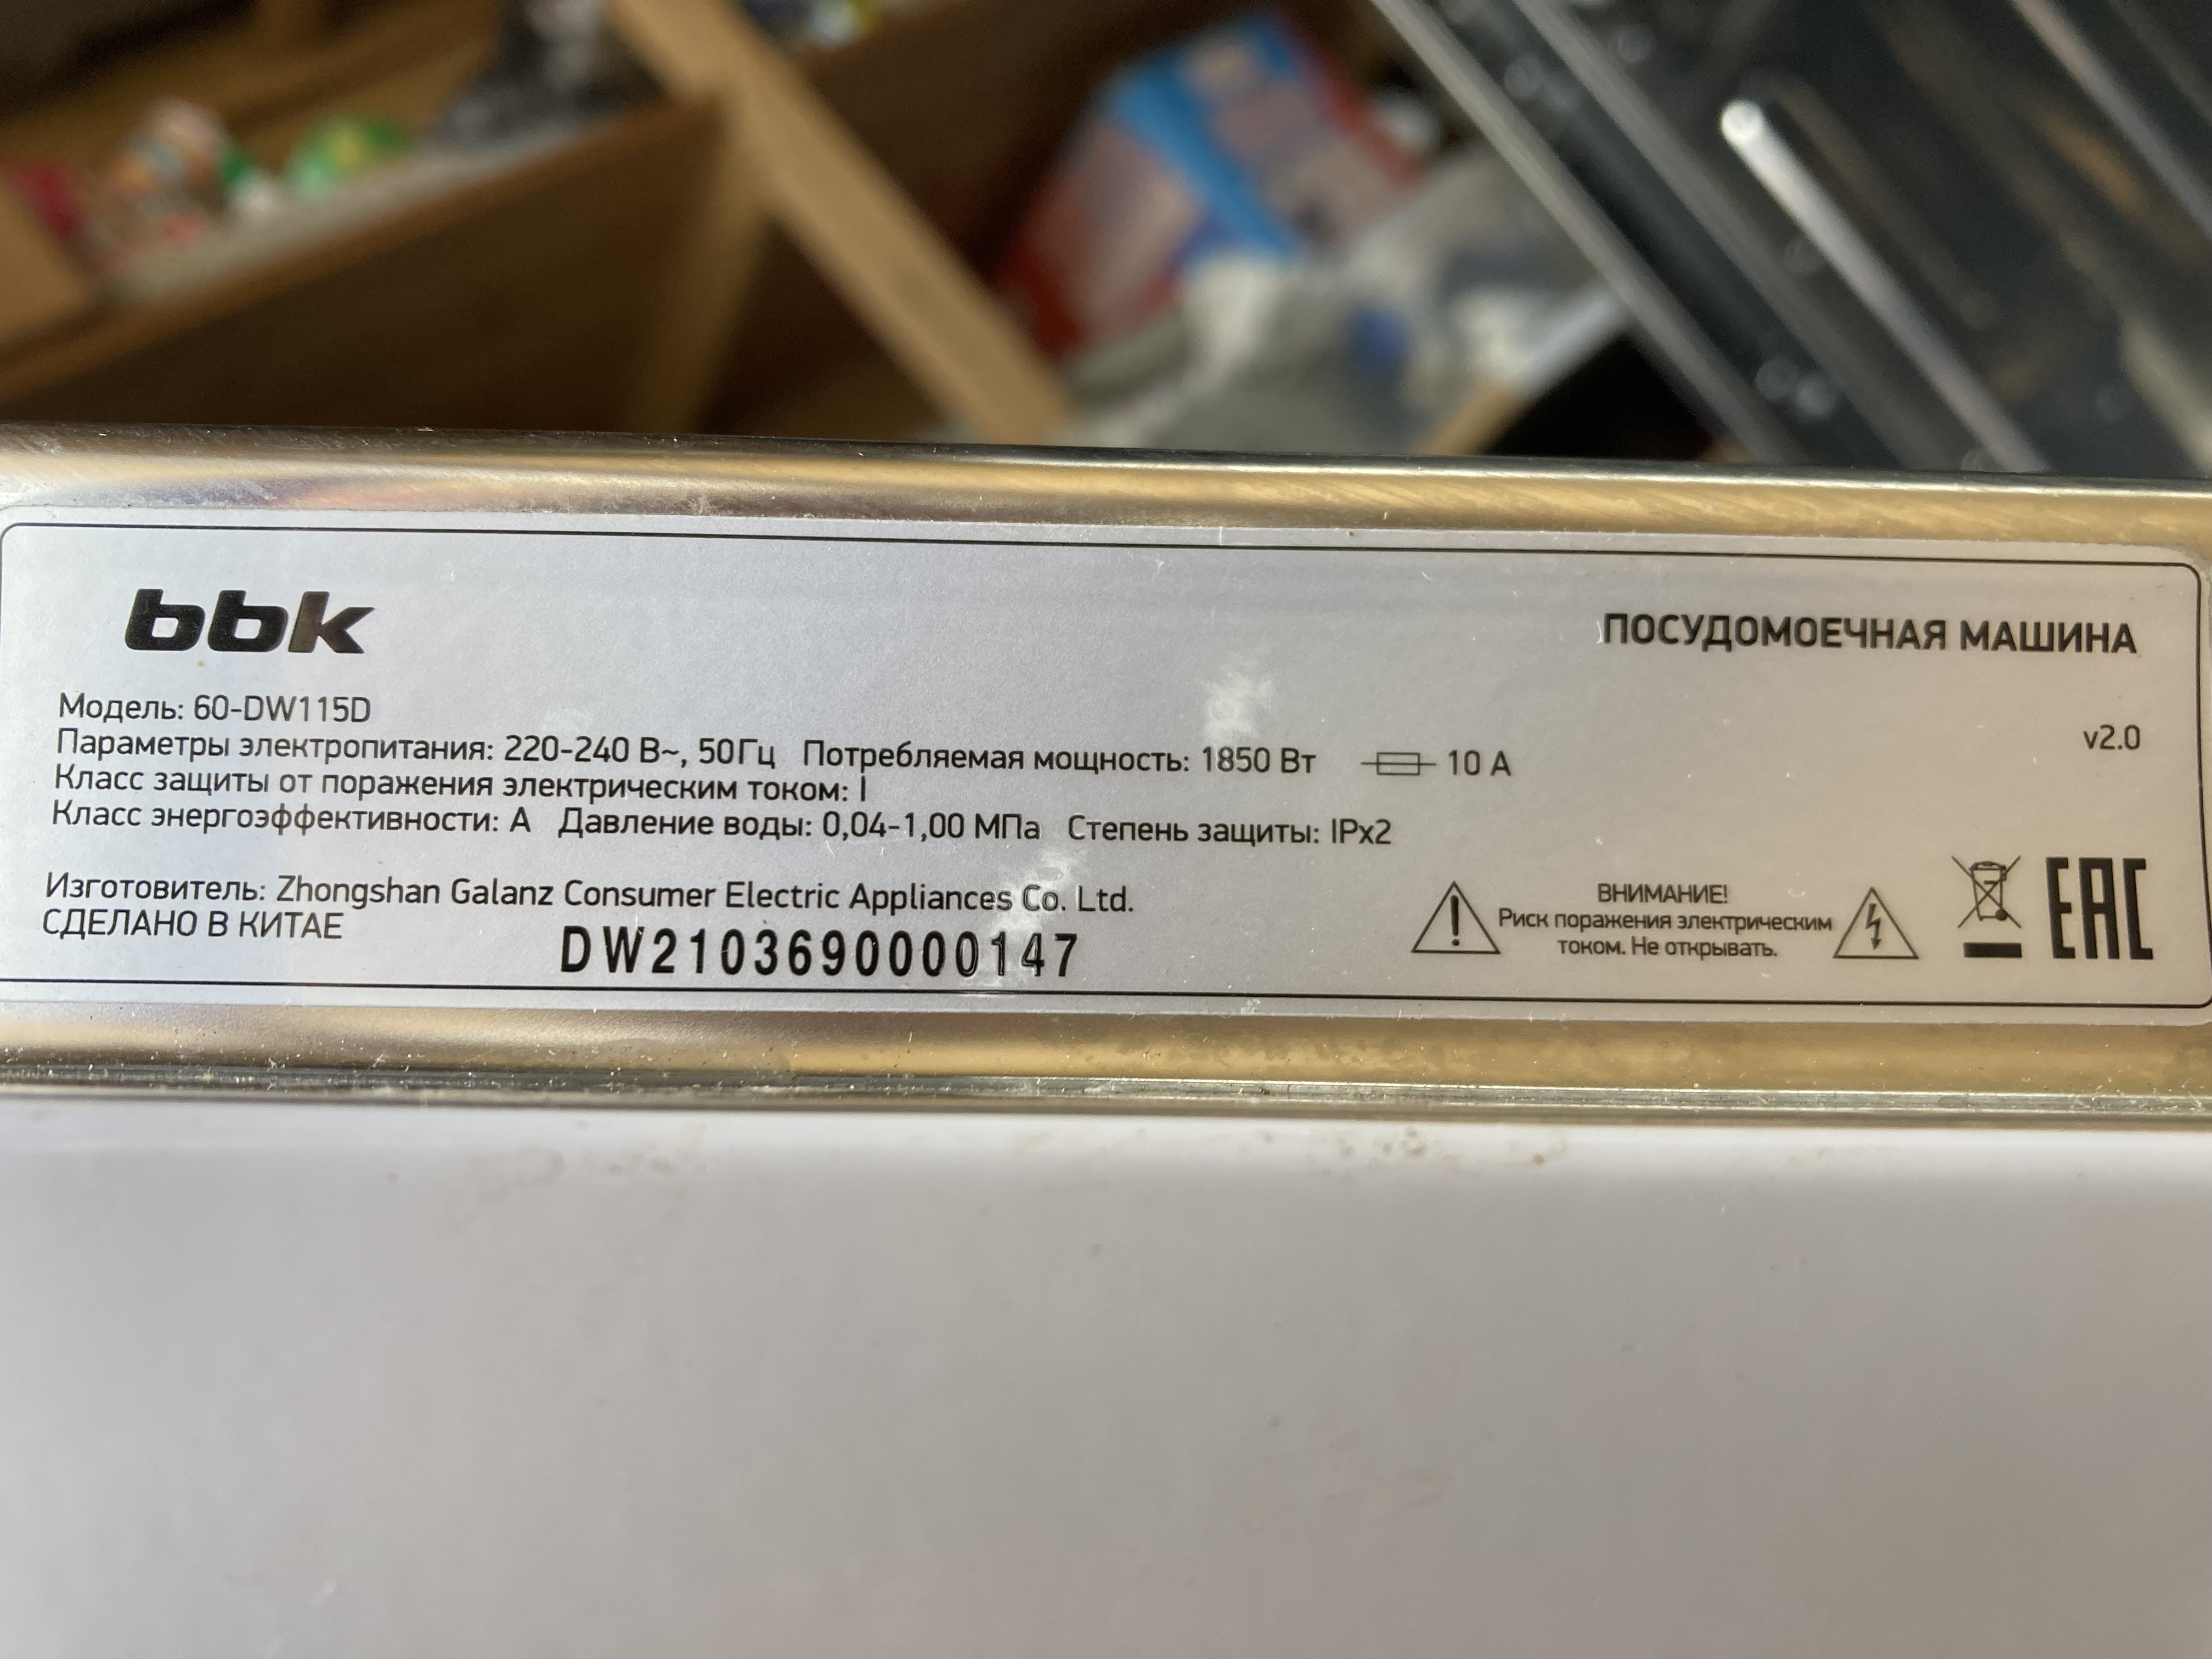 bbk
ПОСУДОМОЕЧНАЯ МАШИНА
Модель: 60-DW115D
v2.0
Параметры электропитания: 220-240 В~, 50Гц Потребляемая мощность: 1850 Вт 10 А
Класс защиты от поражения электрическим током: I
Класс энергоэффективности: А Давление воды: 0,04-1,00 МПа Степень защиты: IPx2
Изготовитель: Zhongshan Galanz Consumer Electric Appliances Co. Ltd.
СДЕЛАНО В КИТАЕ
DW2103690000147
ВНИМАНИЕ!
Риск поражения электрическим
током. Не открывать.
EAC